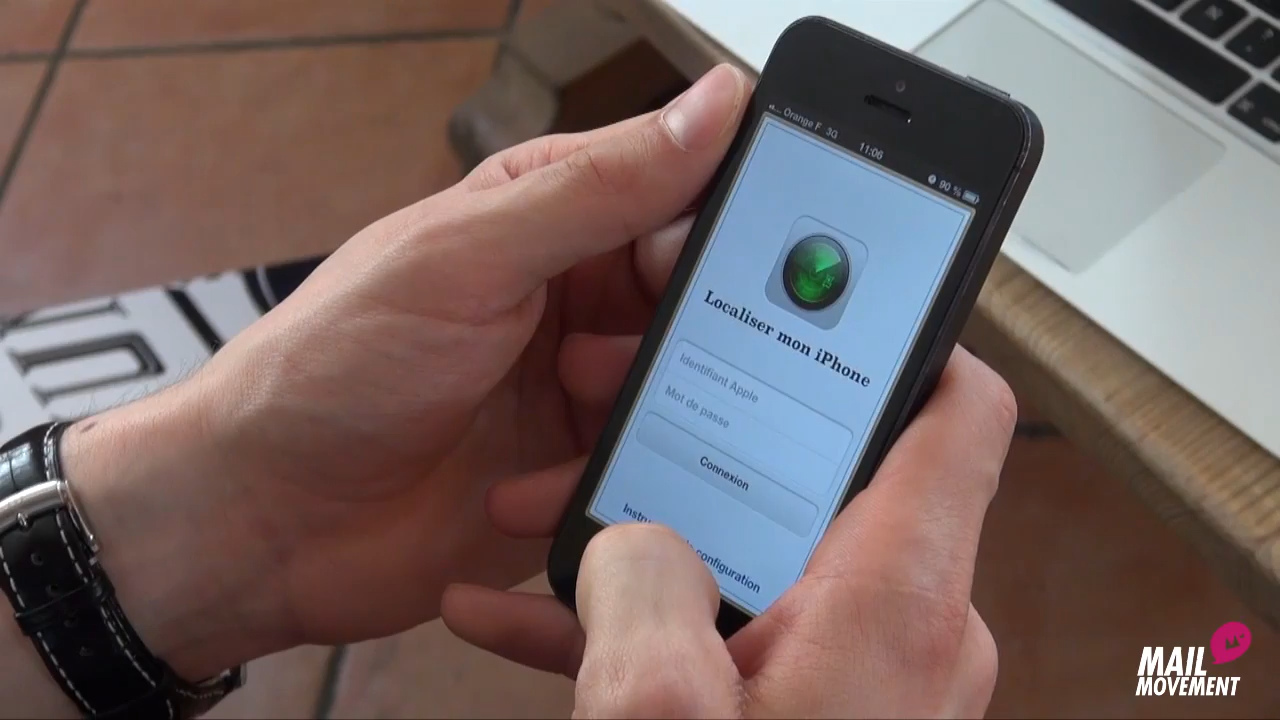 Orange F 3G
11:06
90 %
Localiser mon iPhone
Identifiant Apple
Mot de passe
Connexion
configuration
MAIL
MOVEMENT